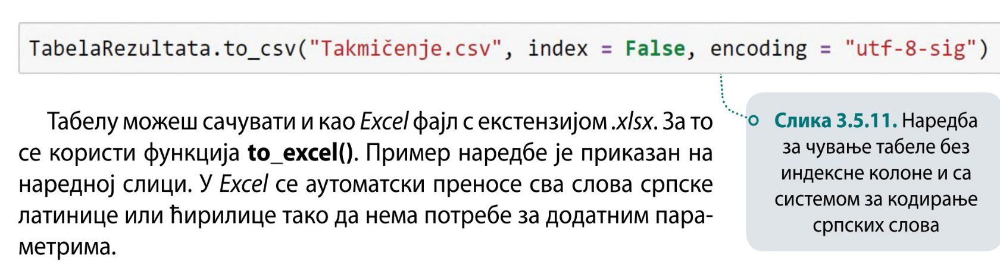 TabelaRezultata.to_csv("Takmičenje.csv", index = False, encoding = "utf-8-sig")
Табелу можеш сачувати и као Excel фајл с екстензијом .xlsx. За то
се користи функција to_excel(). Пример наредбе је приказан на
наредној слици. У Excel се аутоматски преносе сва слова српске
латинице или ћирилице тако да нема потребе за додатним пара-
метрима.
Слика 3.5.11. Наредба
за чување табеле без
индексне колоне и са
системом за кодирање
српских слова